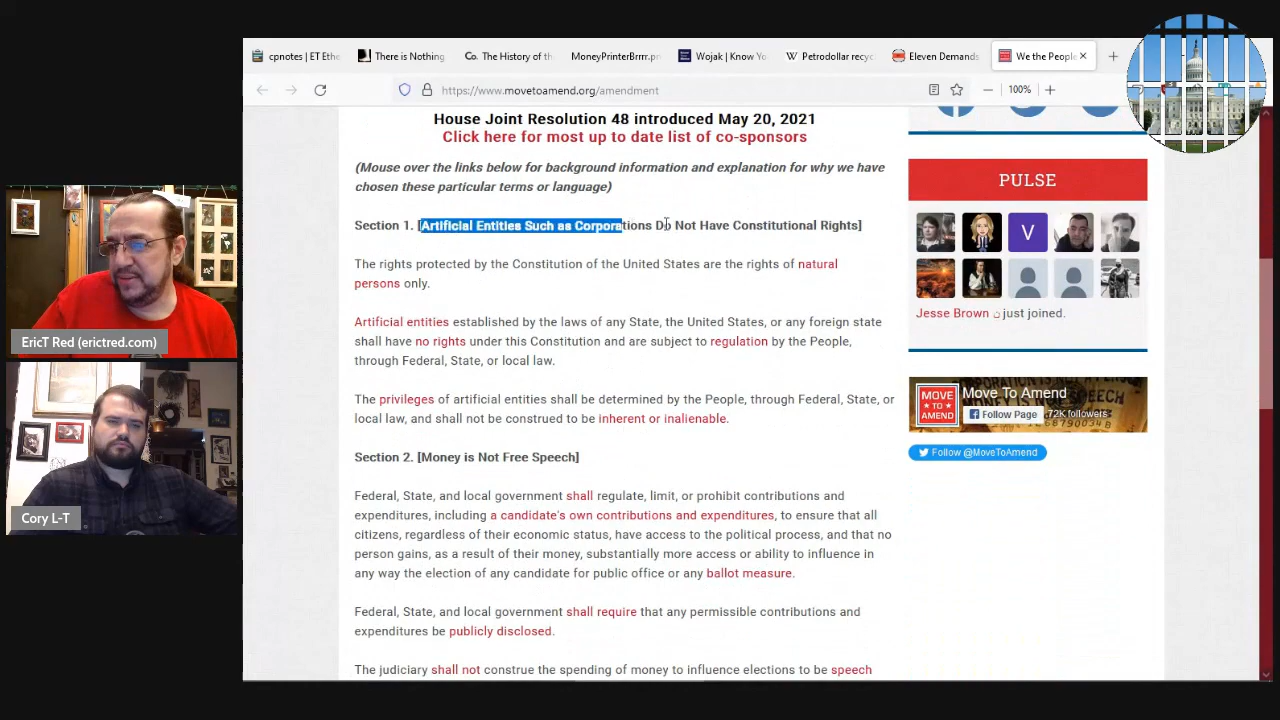 cpnotes | ET Ethe
There is Nothing
Co. The History of th
MoneyPrinterBrrrr.pn
Wojak | Know Yo
W Petrodollar recyc
Eleven Demands
We the People
https://www.movetoamend.org/amendment
100%
House Joint Resolution 48 introduced May 20, 2021
Click here for most up to date list of co-sponsors
(Mouse over the links below for background information and explanation for why we have
chosen these particular terms or language)
Section 1. [Artificial Entities Such as Corporations Do Not Have Constitutional Rights]
The rights protected by the Constitution of the United States are the rights of natural
persons only.
Artificial entities established by the laws of any State, the United States, or any foreign state
shall have no rights under this Constitution and are subject to regulation by the People,
through Federal, State, or local law.
The privileges of artificial entities shall be determined by the People, through Federal, State, or
local law, and shall not be construed to be inherent or inalienable.
Section 2. [Money is Not Free Speech]
Federal, State, and local government shall regulate, limit, or prohibit contributions and
expenditures, including a candidate's own contributions and expenditures, to ensure that all
citizens, regardless of their economic status, have access to the political process, and that no
person gains, as a result of their money, substantially more access or ability to influence in
any way the election of any candidate for public office or any ballot measure.
Federal, State, and local government shall require that any permissible contributions and
expenditures be publicly disclosed.
The judiciary shall not construe the spending of money to influence elections to be speech
PULSE
V
Jesse Brown just joined.
MOVE
TO
AMEND
Move To Amend
Follow Page
72K followers
Follow @MoveToAmend
EricT Red (erictred.com)
Cory L-T